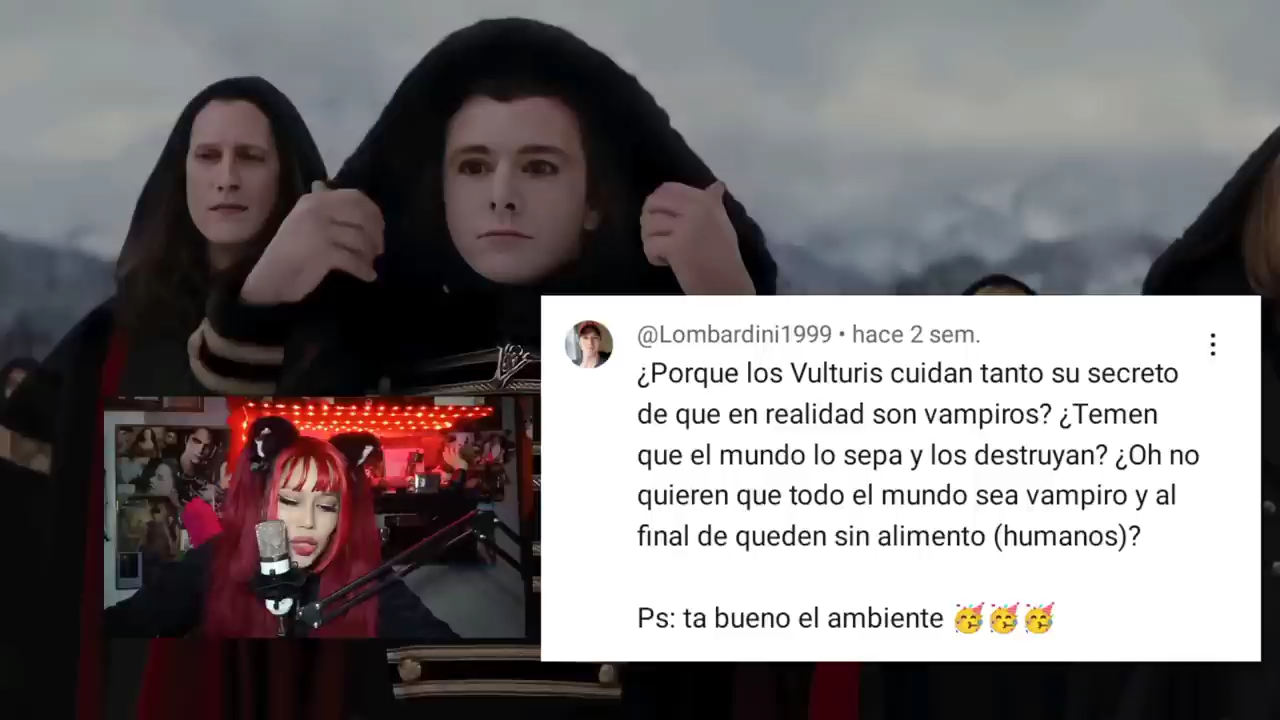 @Lombardini1999 • hace 2 sem.
¿Porque los Vulturis cuidan tanto su secreto
de que en realidad son vampiros? ¿Temen
que el mundo lo sepa y los destruyan? ¿Oh no
quieren que todo el mundo sea vampiro y al
final de queden sin alimento (humanos)?
Ps: ta bueno el ambiente 🥳🥳🥳